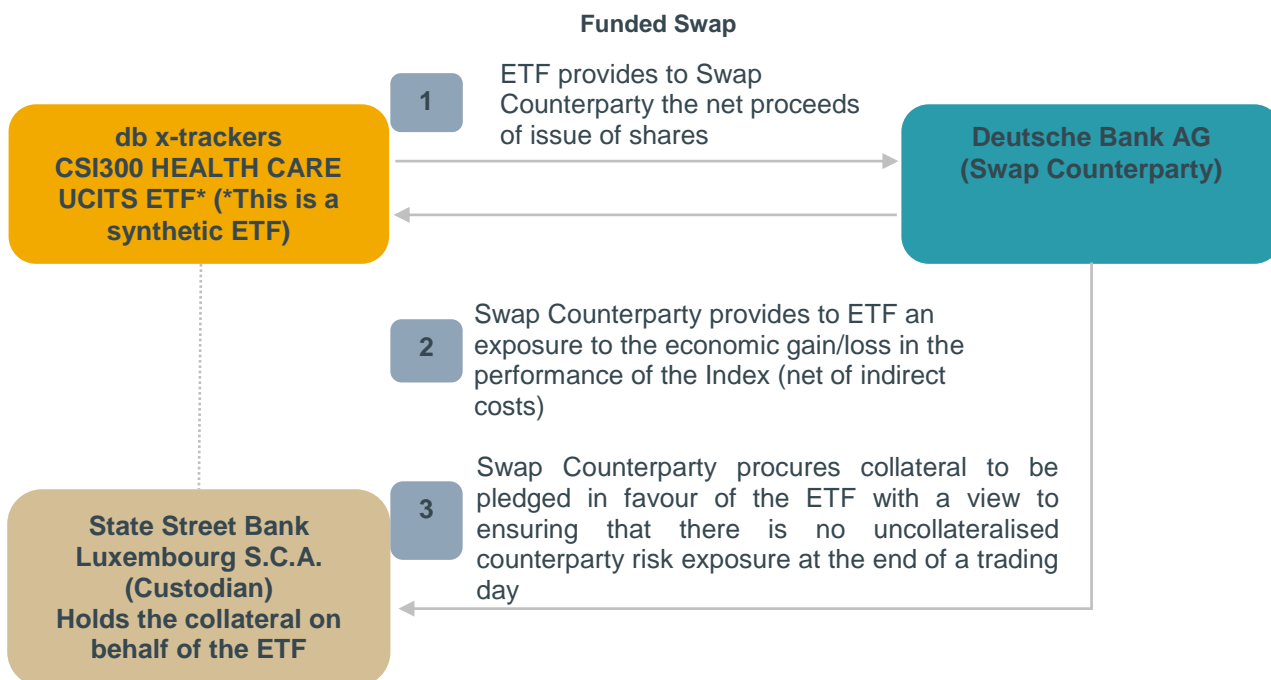 Funded Swap
1
ETF provides to Swap
Counterparty the net proceeds
of issue of shares
db x-trackers
CSI300 HEALTH CARE
UCITS ETF* (*This is a
synthetic ETF)
Deutsche Bank AG
(Swap Counterparty)
2
Swap Counterparty provides to ETF an
exposure to the economic gain/loss in the
performance of the Index (net of indirect
costs)
3
Swap Counterparty procures collateral to be
pledged in favour of the ETF with a view to
ensuring that there is no uncollateralised
counterparty risk exposure at the end of a trading
day
State Street Bank
Luxembourg S.C.A.
(Custodian)
Holds the collateral on
behalf of the ETF